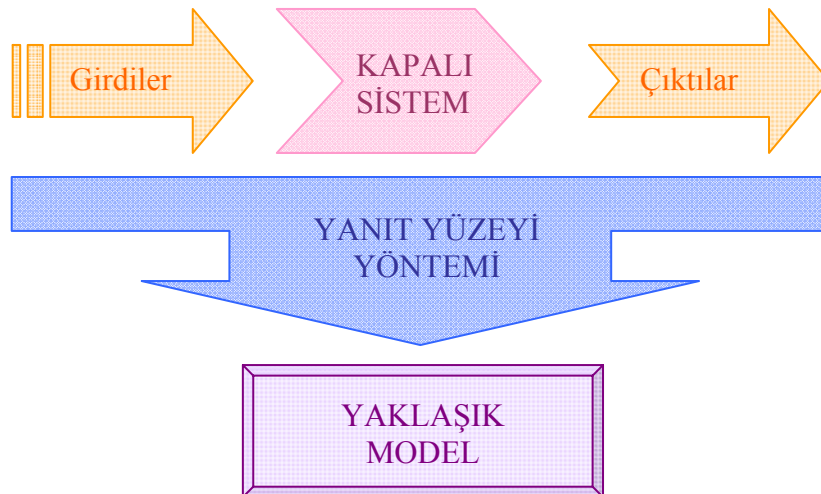 Girdiler
KAPALI
SİSTEM
Çıktılar
YANIT YÜZEYİ
YÖNTEMİ
YAKLAŞIK
MODEL